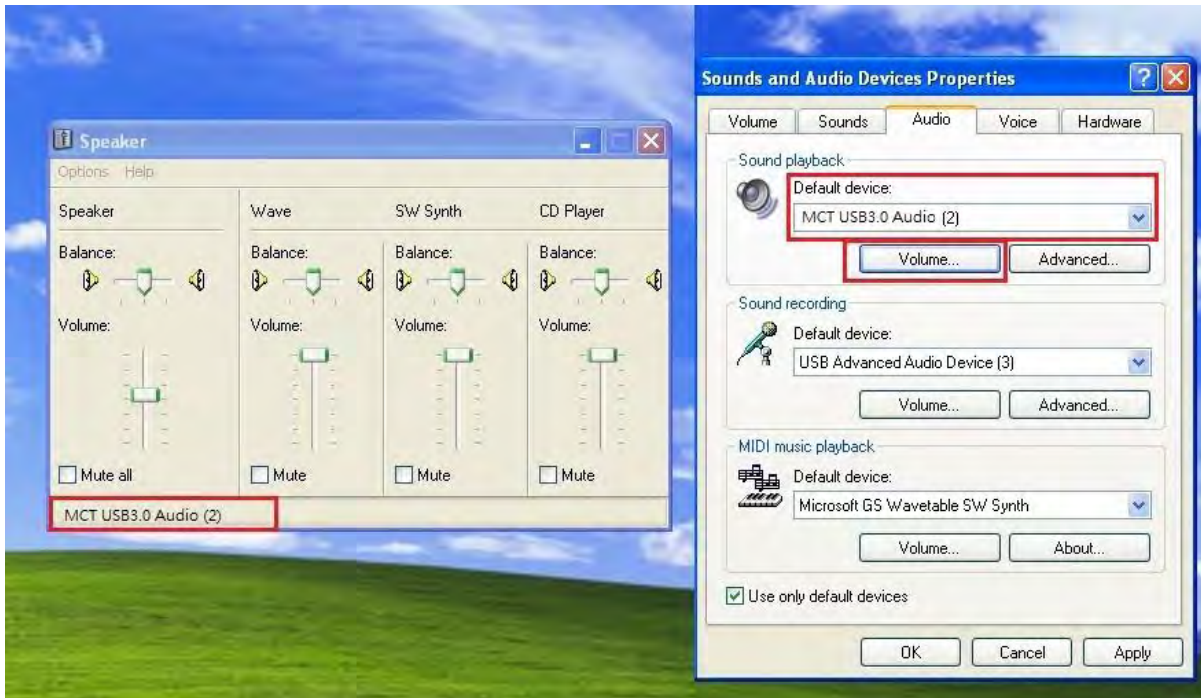 Speaker
Options Help
Speaker Wave SW Synth CD Player
Balance: Balance: Balance: Balance:
Volume: Volume: Volume: Volume:
Mute all Mute Mute Mute
MCT USB3.0 Audio (2)
Sounds and Audio Devices Properties
Volume Sounds Audio Voice Hardware
Sound playback
Default device:
MCT USB3.0 Audio (2)
Volume... Advanced...
Sound recording
Default device:
USB Advanced Audio Device (3)
Volume... Advanced...
MIDI music playback
Default device:
Microsoft GS Wavetable SW Synth
Volume... About...
Use only default devices
OK Cancel Apply